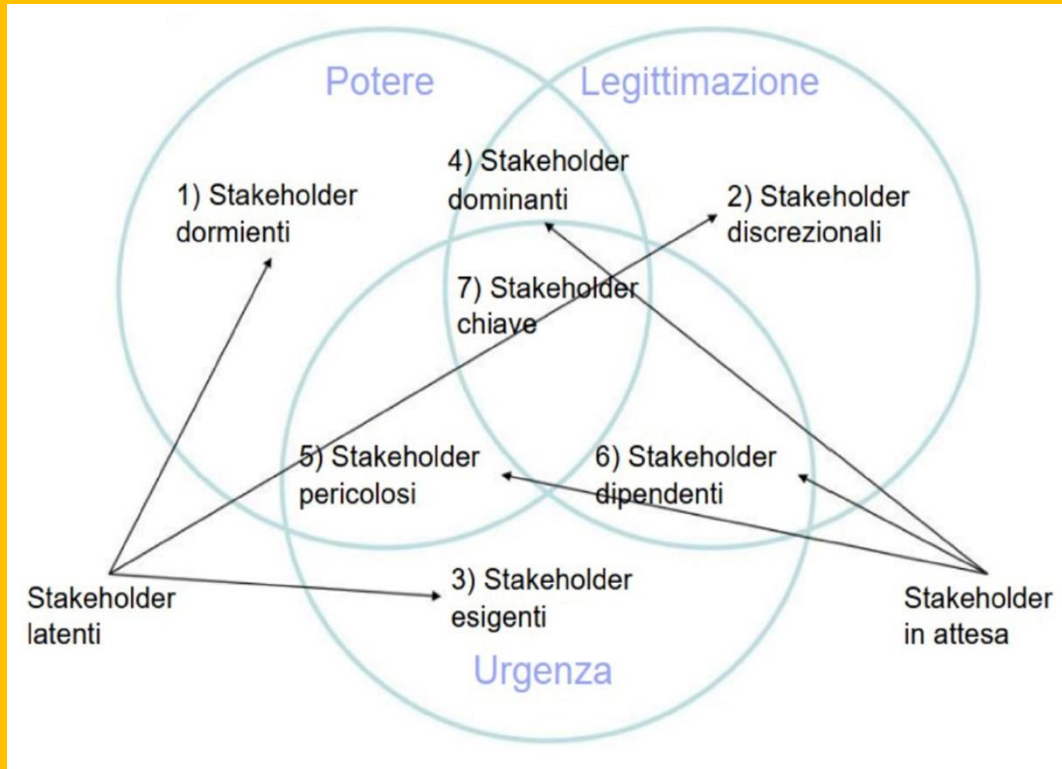 Potere
Legittimazione
4) Stakeholder
dominanti
1) Stakeholder
dormienti
2) Stakeholder
discrezionali
7) Stakeholder
chiave
5) Stakeholder
pericolosi
6) Stakeholder
dipendenti
3) Stakeholder
esigenti
Stakeholder
latenti
Stakeholder
in attesa
Urgenza